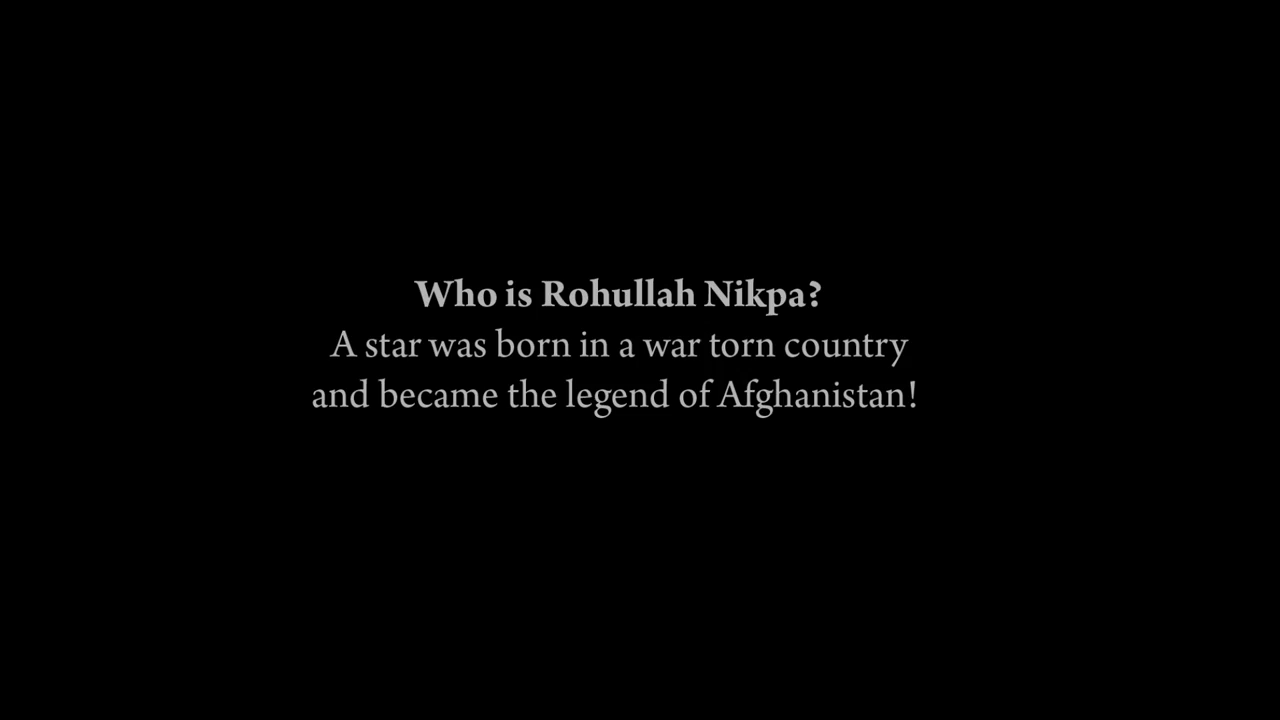 Who is Rohullah Nikpa?
A star was born in a war torn country
and became the legend of Afghanistan!